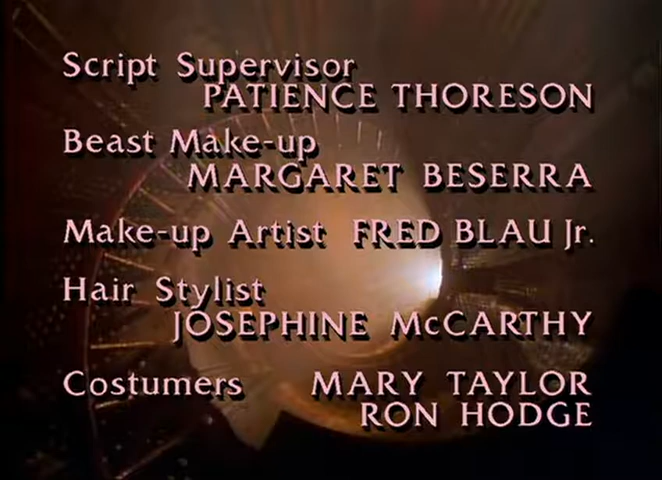 Script Supervisor
PATIENCE THORESON
Beast Make-up
MARGARET BESERRA
Make-up Artist FRED BLAU Jr.
Hair Stylist
JOSEPHINE McCARTHY
Costumers MARY TAYLOR
RON HODGE